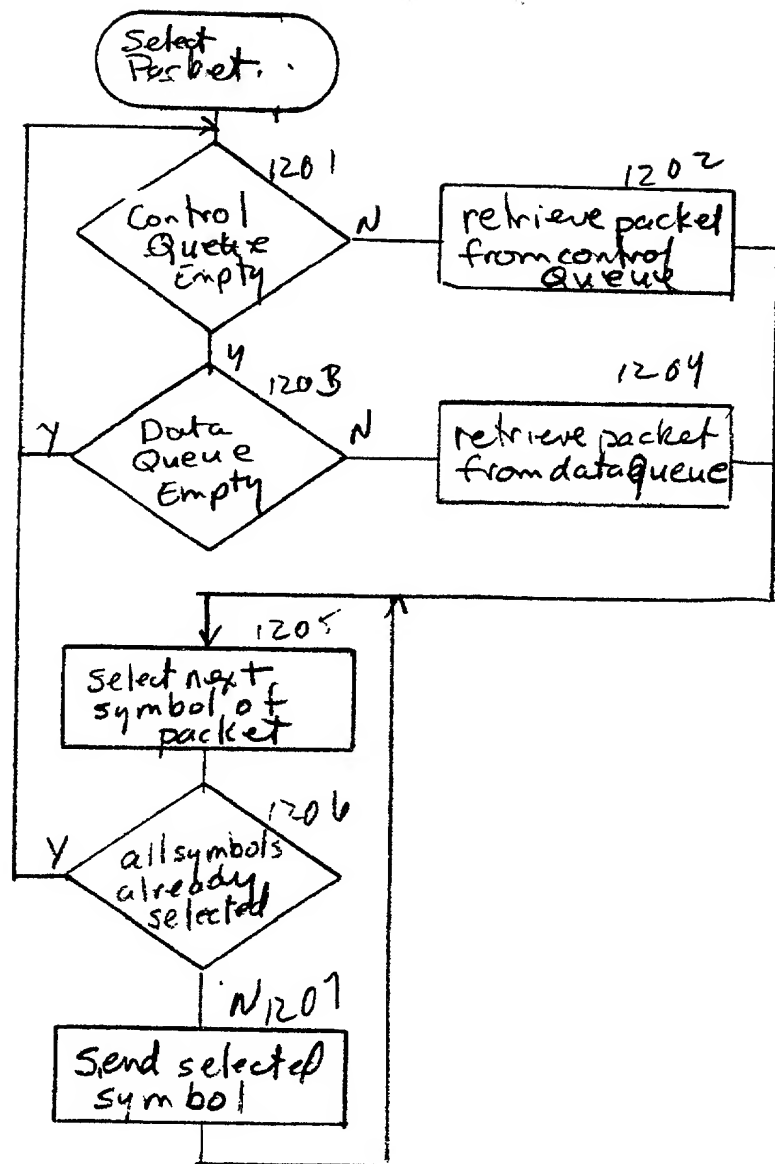 Select
Packet
1201
Control
Queue
Empty
N
1202
retrieve packet
from control
Queue
Y
1203
Data
Queue
Empty
Y
N
1204
retrieve packet
from data queue
1205
select next
symbol of
packet
1206
all symbols
already
selected
Y
N
1207
Send selected
symbol